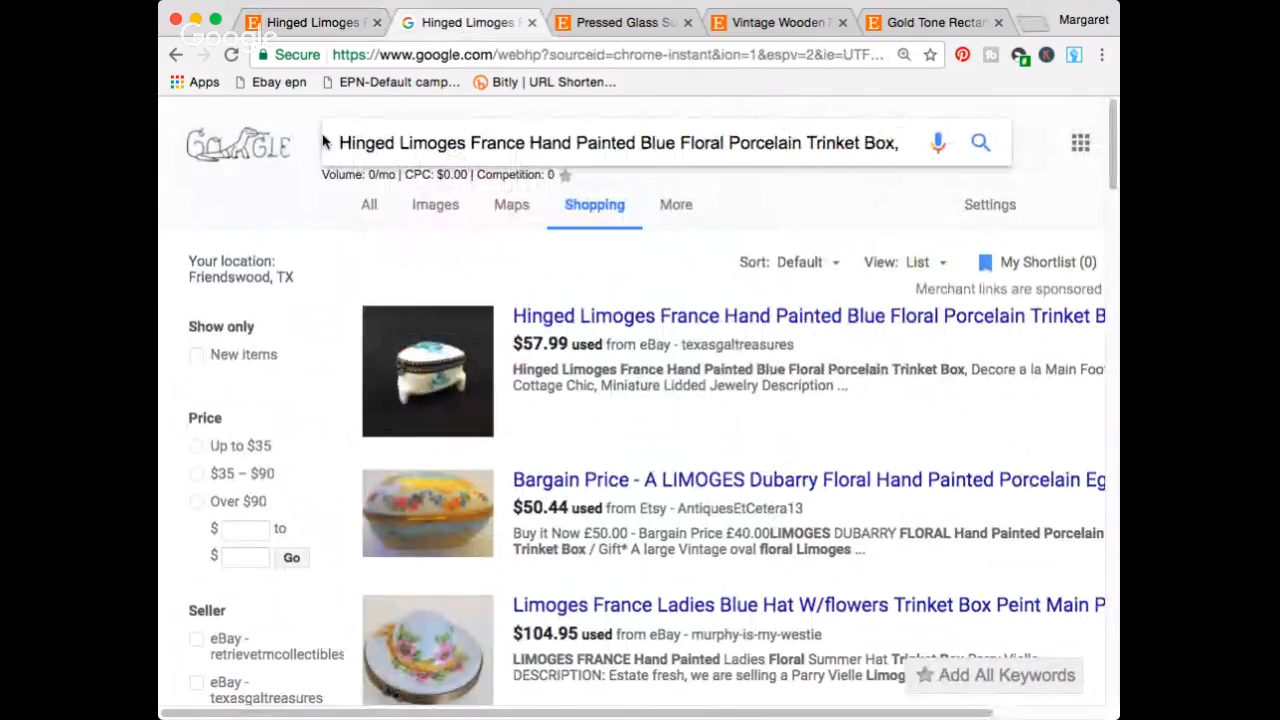 Hinged Limoges F
Hinged Limoges F
Pressed Glass Su
Vintage Wooden
Gold Tone Rectan
Margaret
Google
Secure https://www.google.com/webhp?sourceid=chrome-instant&ion=1&espv=2&ie=UTF...
Apps
Ebay epn
EPN-Default camp...
Bitly | URL Shorten...
GOOGLE
Hinged Limoges France Hand Painted Blue Floral Porcelain Trinket Box,
Volume: 0/mo | CPC: $0.00 | Competition: 0
All Images Maps Shopping More Settings
Your location:
Friendswood, TX
Sort: Default View: List My Shortlist (0)
Merchant links are sponsored
Show only
New items
Price
Up to $35
$35 – $90
Over $90
$ to
$ Go
Seller
eBay -
retrievetmcollectibles
eBay -
texasgaltreasures
Hinged Limoges France Hand Painted Blue Floral Porcelain Trinket B
$57.99 used from eBay - texasgaltreasures
Hinged Limoges France Hand Painted Blue Floral Porcelain Trinket Box, Decore a la Main Foo
Cottage Chic, Miniature Lidded Jewelry Description ...
Bargain Price - A LIMOGES Dubarry Floral Hand Painted Porcelain Eg
$50.44 used from Etsy - AntiquesEtCetera13
Buy it Now £50.00 - Bargain Price £40.00LIMOGES DUBARRY FLORAL Hand Painted Porcelain
Trinket Box / Gift* A large Vintage oval floral Limoges ...
Limoges France Ladies Blue Hat W/flowers Trinket Box Peint Main P
$104.95 used from eBay - murphy-is-my-westie
LIMOGES FRANCE Hand Painted Ladies Floral Summer Hat Trinket Box Parry Vielle
DESCRIPTION: Estate fresh, we are selling a Parry Vielle Limog
Add All Keywords